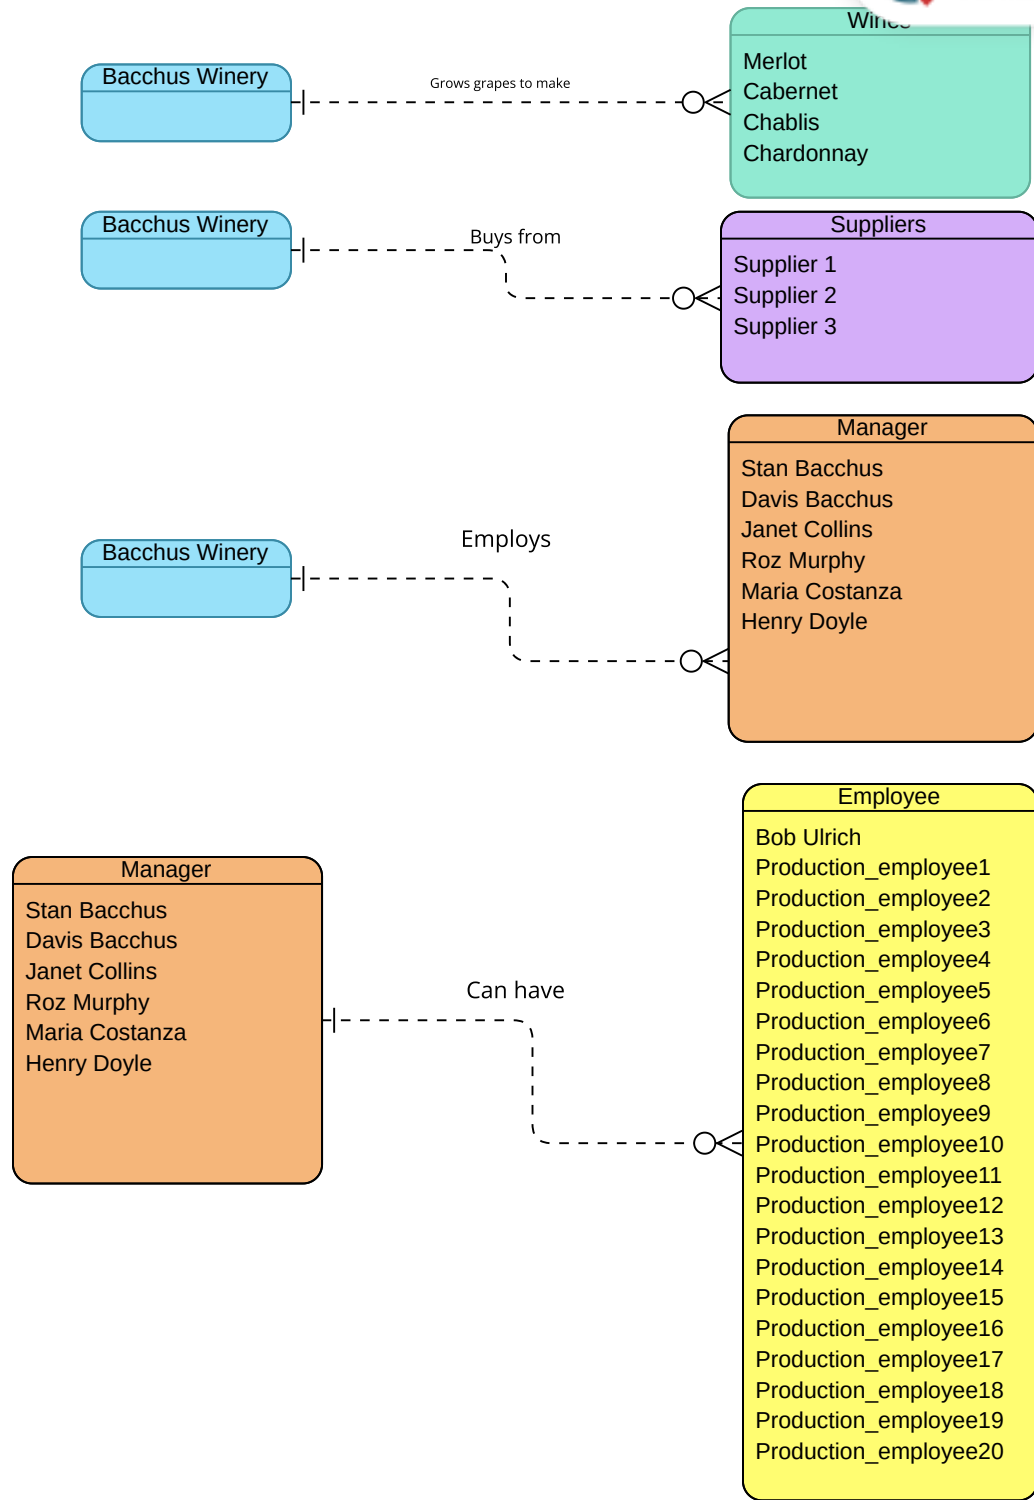 Wines
Bacchus Winery
Grows grapes to make
Merlot
Cabernet
Chablis
Chardonnay
Bacchus Winery
Buys from
Suppliers
Supplier 1
Supplier 2
Supplier 3
Bacchus Winery
Employs
Manager
Stan Bacchus
Davis Bacchus
Janet Collins
Roz Murphy
Maria Costanza
Henry Doyle
Manager
Stan Bacchus
Davis Bacchus
Janet Collins
Roz Murphy
Maria Costanza
Henry Doyle
Can have
Employee
Bob Ulrich
Production_employee1
Production_employee2
Production_employee3
Production_employee4
Production_employee5
Production_employee6
Production_employee7
Production_employee8
Production_employee9
Production_employee10
Production_employee11
Production_employee12
Production_employee13
Production_employee14
Production_employee15
Production_employee16
Production_employee17
Production_employee18
Production_employee19
Production_employee20